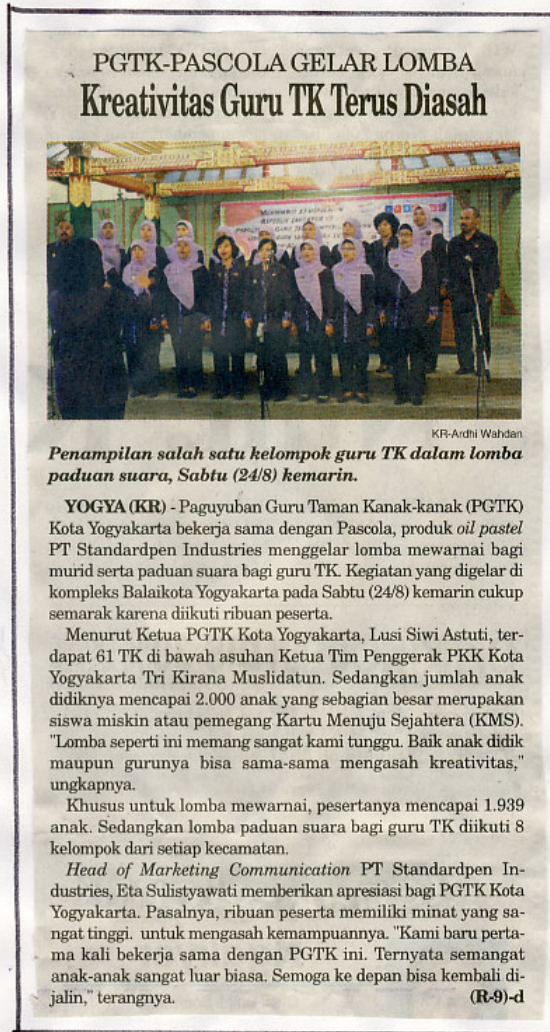 PGTK-PASCOLA GELAR LOMBA
Kreativitas Guru TK Terus Diasah
KR-Ardhi Wahdan
Penampilan salah satu kelompok guru TK dalam lomba
paduan suara, Sabtu (24/8) kemarin.
YOGYA (KR) - Paguyuban Guru Taman Kanak-kanak (PGTK)
Kota Yogyakarta bekerja sama dengan Pascola, produk oil pastel
PT Standardpen Industries menggelar lomba mewarnai bagi
murid serta paduan suara bagi guru TK. Kegiatan yang digelar di
kompleks Balaikota Yogyakarta pada Sabtu (24/8) kemarin cukup
semarak karena diikuti ribuan peserta.
Menurut Ketua PGTK Kota Yogyakarta, Lusi Siwi Astuti, ter-
dapat 61 TK di bawah asuhan Ketua Tim Penggerak PKK Kota
Yogyakarta Tri Kirana Muslidatun. Sedangkan jumlah anak
didiknya mencapai 2.000 anak yang sebagian besar merupakan
siswa miskin atau pemegang Kartu Menuju Sejahtera (KMS).
"Lomba seperti ini memang sangat kami tunggu. Baik anak didik
maupun gurunya bisa sama-sama mengasah kreativitas,"
ungkapnya.
Khusus untuk lomba mewarnai, pesertanya mencapai 1.939
anak. Sedangkan lomba paduan suara bagi guru TK diikuti 8
kelompok dari setiap kecamatan.
Head of Marketing Communication PT Standardpen In-
dustries, Eta Sulistyawati memberikan apresiasi bagi PGTK Kota
Yogyakarta. Pasalnya, ribuan peserta memiliki minat yang sa-
ngat tinggi. untuk mengasah kemampuannya. "Kami baru perta-
ma kali bekerja sama dengan PGTK ini. Ternyata semangat
anak-anak sangat luar biasa. Semoga ke depan bisa kembali di-
jalin," terangnya. (R-9)-d